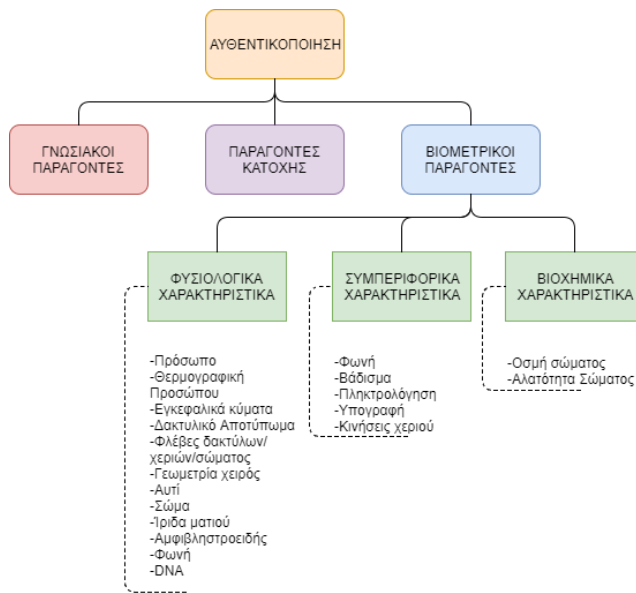 ΑΥΘΕΝΤΙΚΟΠΟΙΗΣΗ
ΓΝΩΣΙΑΚΟΙ
ΠΑΡΑΓΟΝΤΕΣ
ΠΑΡΑΓΟΝΤΕΣ
ΚΑΤΟΧΗΣ
ΒΙΟΜΕΤΡΙΚΟΙ
ΠΑΡΑΓΟΝΤΕΣ
ΦΥΣΙΟΛΟΓΙΚΑ
ΧΑΡΑΚΤΗΡΙΣΤΙΚΑ
-Πρόσωπο
-Θερμογραφική
Προσώπου
-Εγκεφαλικά κύματα
-Δακτυλικό Αποτύπωμα
-Φλέβες δακτύλων/
χεριών/σώματος
-Γεωμετρία χειρός
-Αυτί
-Σώμα
-Ίριδα ματιού
-Αμφιβληστροειδής
-Φωνή
-DNA
ΣΥΜΠΕΡΙΦΟΡΙΚΑ
ΧΑΡΑΚΤΗΡΙΣΤΙΚΑ
-Φωνή
-Βάδισμα
-Πληκτρολόγηση
-Υπογραφή
-Κινήσεις χεριού
ΒΙΟΧΗΜΙΚΑ
ΧΑΡΑΚΤΗΡΙΣΤΙΚΑ
-Οσμή σώματος
-Αλατότητα Σώματος